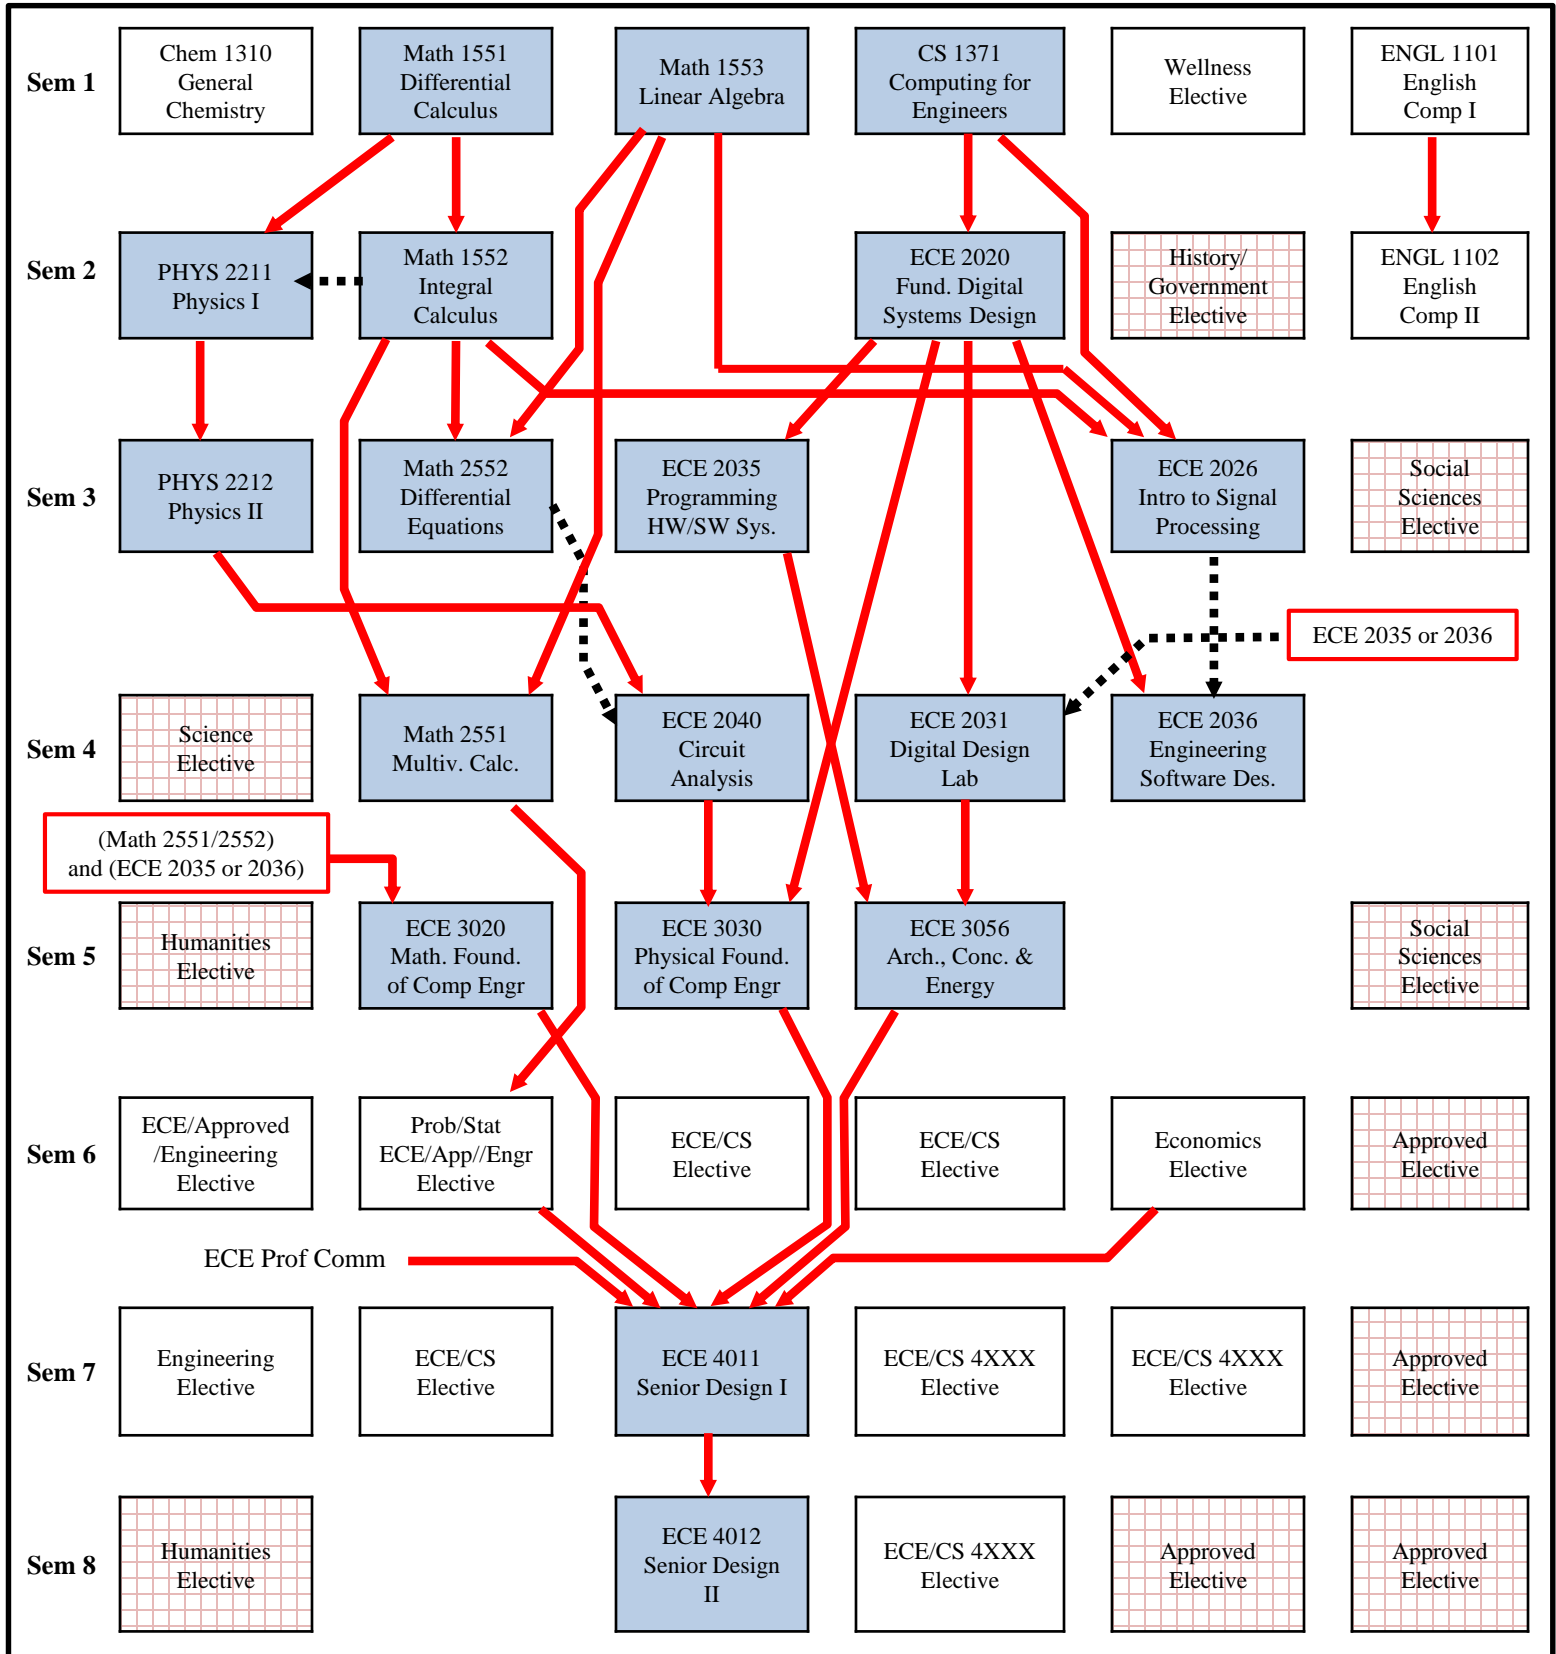 Sem 1
Chem 1310
General
Chemistry
Math 1551
Differential
Calculus
Math 1553
Linear Algebra
CS 1371
Computing for
Engineers
Wellness
Elective
ENGL 1101
English
Comp I
Sem 2
PHYS 2211
Physics I
Math 1552
Integral
Calculus
ECE 2020
Fund. Digital
Systems Design
History/
Government
Elective
ENGL 1102
English
Comp II
Sem 3
PHYS 2212
Physics II
Math 2552
Differential
Equations
ECE 2035
Programming
HW/SW Sys.
ECE 2026
Intro to Signal
Processing
Social
Sciences
Elective
ECE 2035 or 2036
Sem 4
Science
Elective
Math 2551
Multiv. Calc.
ECE 2040
Circuit
Analysis
ECE 2031
Digital Design
Lab
ECE 2036
Engineering
Software Des.
(Math 2551/2552)
and (ECE 2035 or 2036)
Sem 5
Humanities
Elective
ECE 3020
Math. Found.
of Comp Engr
ECE 3030
Physical Found.
of Comp Engr
ECE 3056
Arch., Conc. &
Energy
Social
Sciences
Elective
Sem 6
ECE/Approved
/Engineering
Elective
Prob/Stat
ECE/App//Engr
Elective
ECE/CS
Elective
ECE/CS
Elective
Economics
Elective
Approved
Elective
ECE Prof Comm
Sem 7
Engineering
Elective
ECE/CS
Elective
ECE 4011
Senior Design I
ECE/CS 4XXX
Elective
ECE/CS 4XXX
Elective
Approved
Elective
Sem 8
Humanities
Elective
ECE 4012
Senior Design
II
ECE/CS 4XXX
Elective
Approved
Elective
Approved
Elective